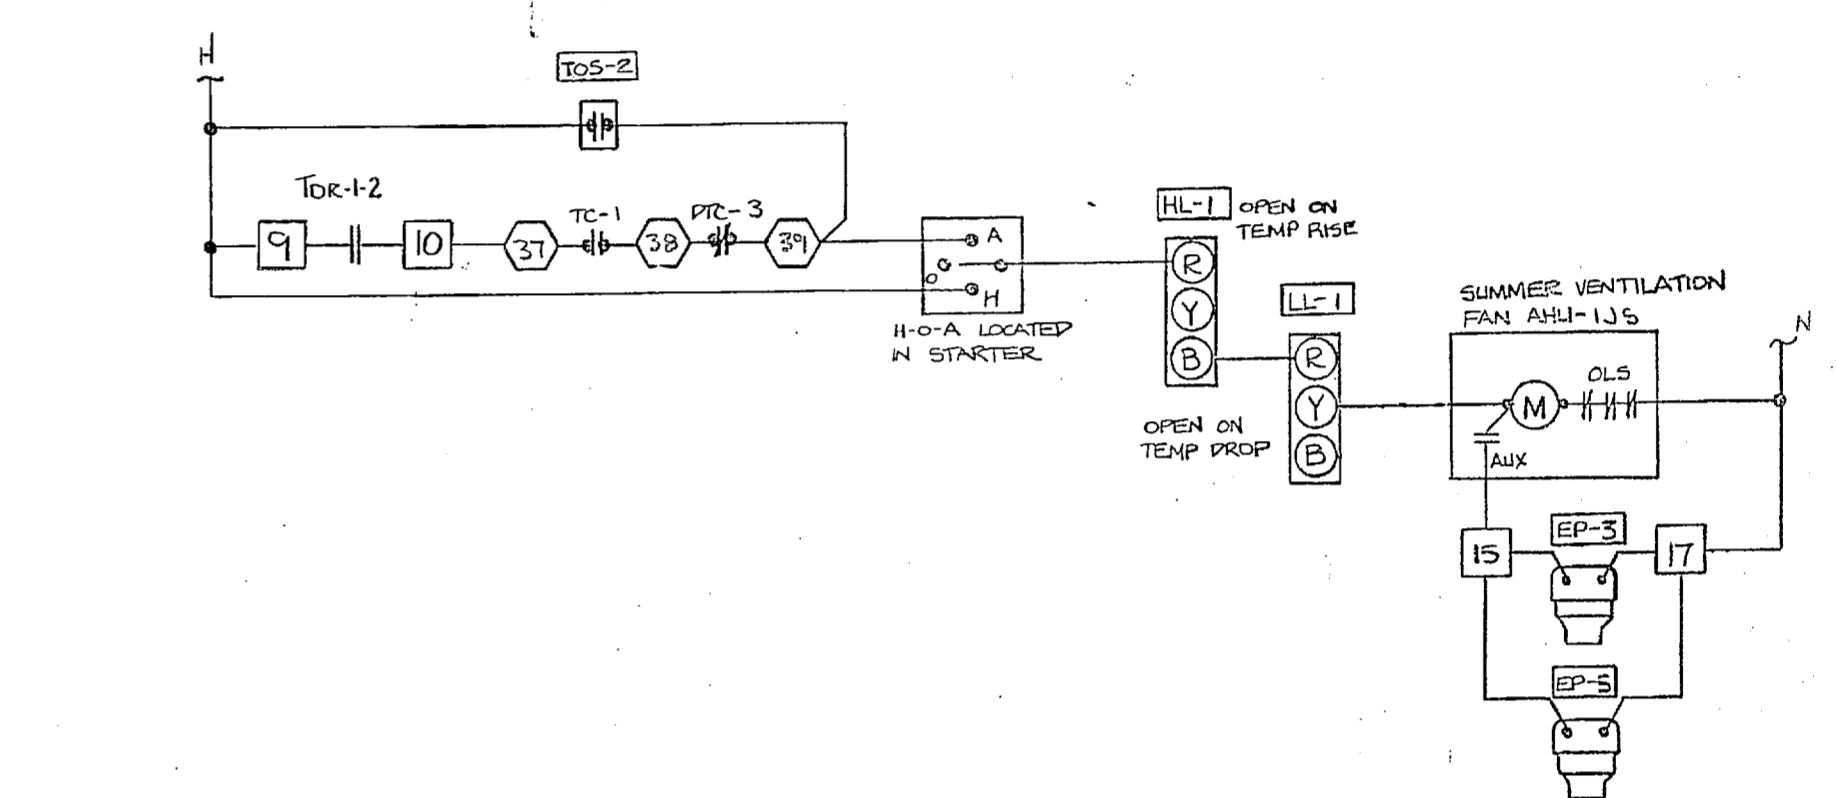 H
TOS-2
TDR-1-2
9
10
37
TC-1
38
DTC-3
39
A
O
H
H-O-A LOCATED
IN STARTER
HL-1
OPEN ON
TEMP RISE
R
Y
B
LL-1
OPEN ON
TEMP DROP
R
Y
B
SUMMER VENTILATION
FAN AHU-1JS
N
M
OLS
AUX
15
EP-3
17
EP-5